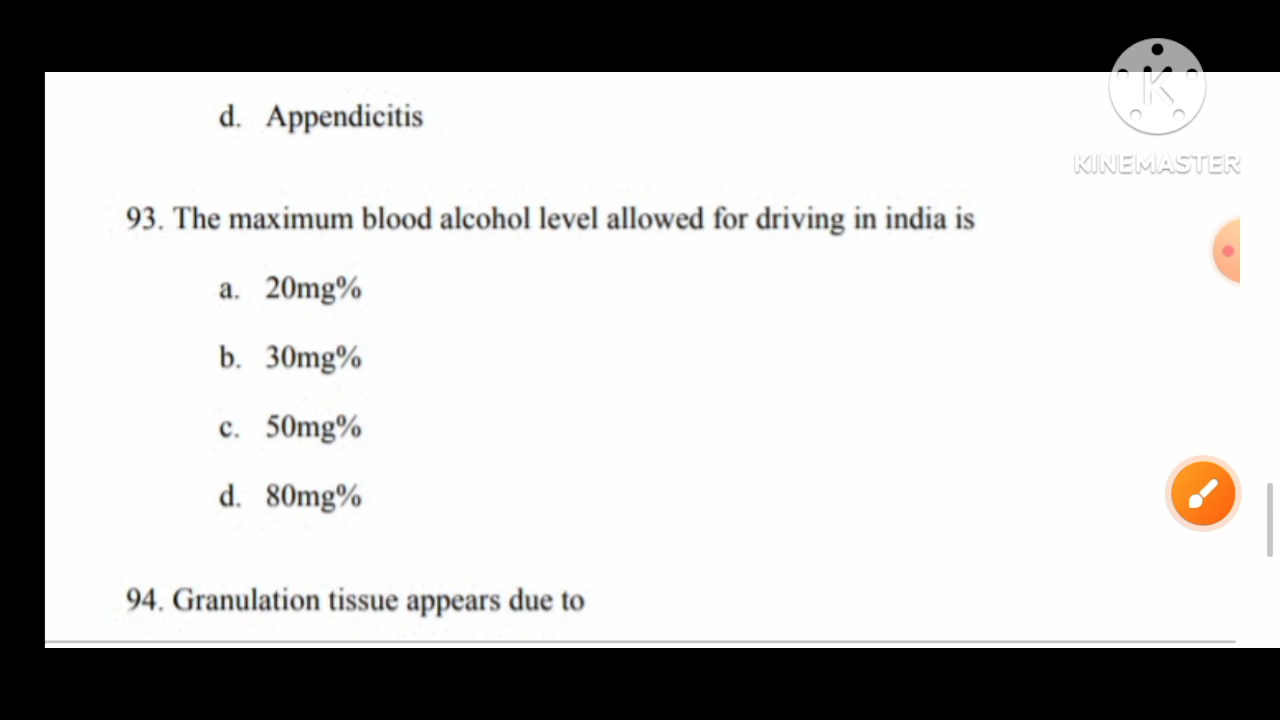 d. Appendicitis
KINEMASTER
93. The maximum blood alcohol level allowed for driving in india is
a. 20mg%
b. 30mg%
c. 50mg%
d. 80mg%
94. Granulation tissue appears due to